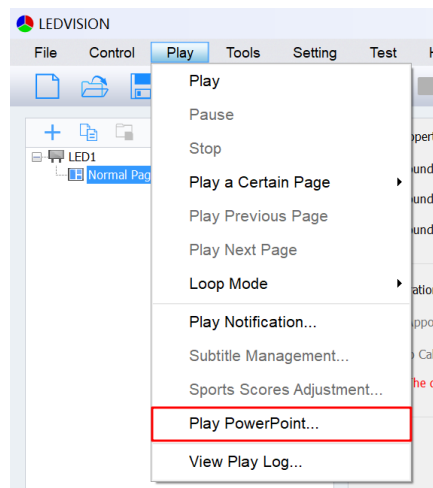 LEDVISION
File Control Play Tools Setting Test
Play
Pause
Stop
Play a Certain Page
Play Previous Page
Play Next Page
Loop Mode
Play Notification...
Subtitle Management...
Sports Scores Adjustment...
Play PowerPoint...
View Play Log...
LED1
Normal Pag